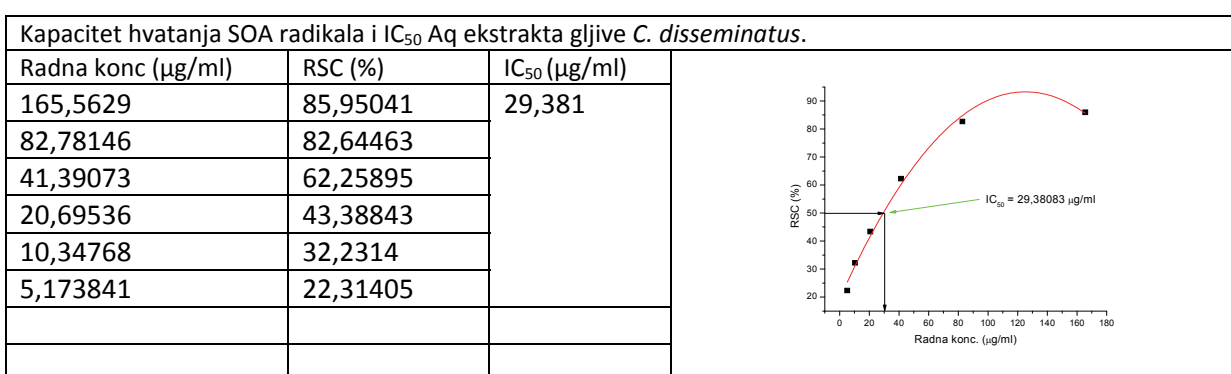 Kapacitet hvatanja SOA radikala i IC50 Aq ekstrakta gljive C. disseminatus.
Radna konc (µg/ml) RSC (%) IC50 (µg/ml)
165,5629 85,95041 29,381
82,78146 82,64463
41,39073 62,25895
20,69536 43,38843
10,34768 32,2314
5,173841 22,31405
90
80
70
60
50
40
30
20
RSC (%)
IC50 = 29,38083 µg/ml
0 20 40 60 80 100 120 140 160 180
Radna konc. (µg/ml)